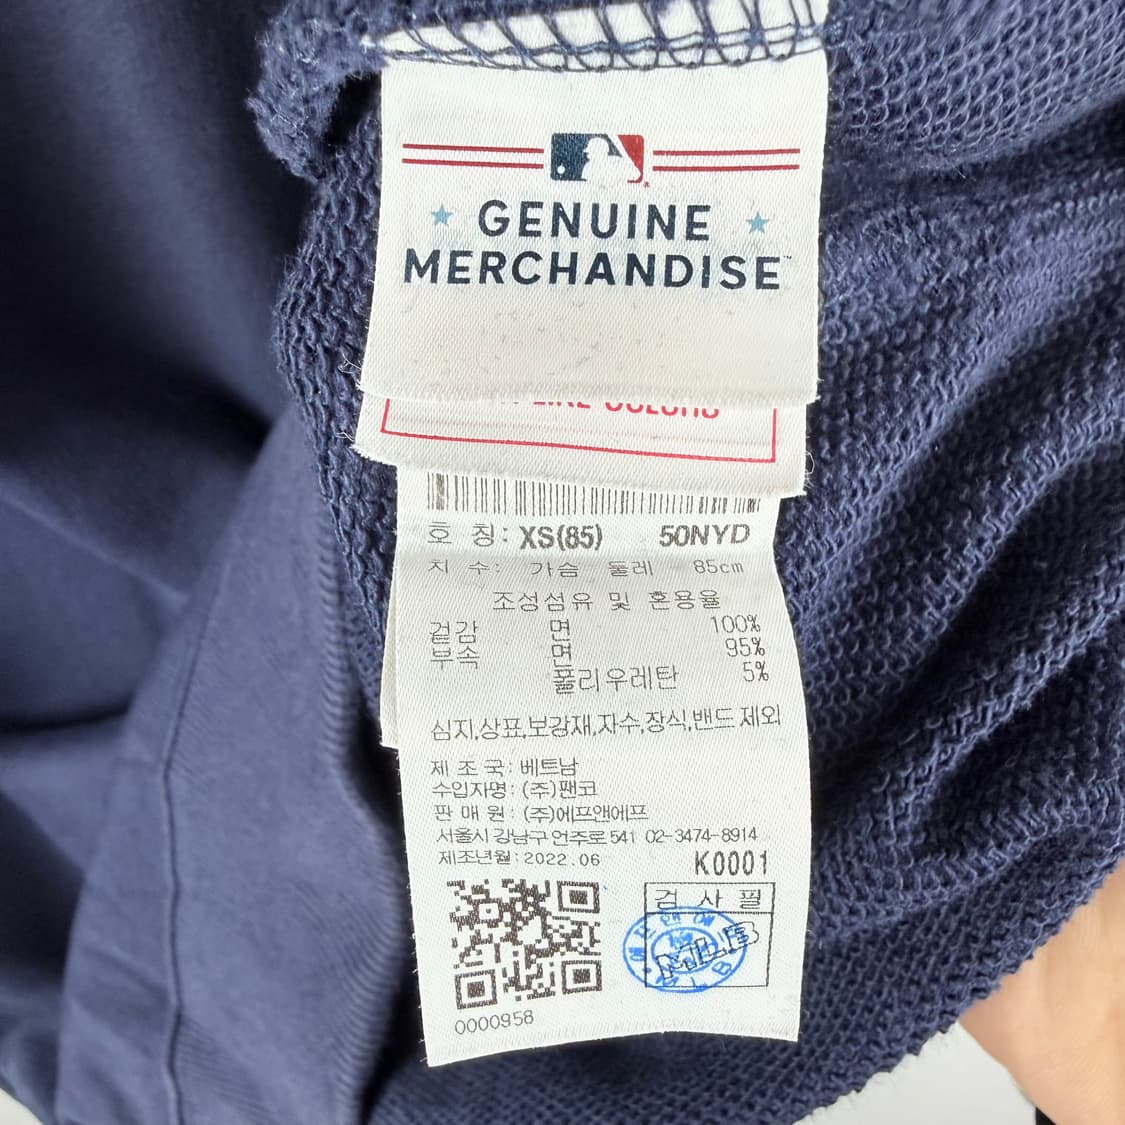 GENUINE
MERCHANDISE™
LIKE COLORS
호 칭: XS(85) 50NYD
치 수: 가슴 둘레 85cm
조성섬유 및 혼용율
겉감 면 100%
부속 면 95%
폴리우레탄 5%
심지,상표,보강재,자수,장식,밴드 제외
제 조 국: 베트남
수입자명: (주)팬코
판 매 원: (주)에프앤에프
서울시 강남구 언주로 541 02-3474-8914
제조년월: 2022.06 K0001
검 사 필
MLB
0000958